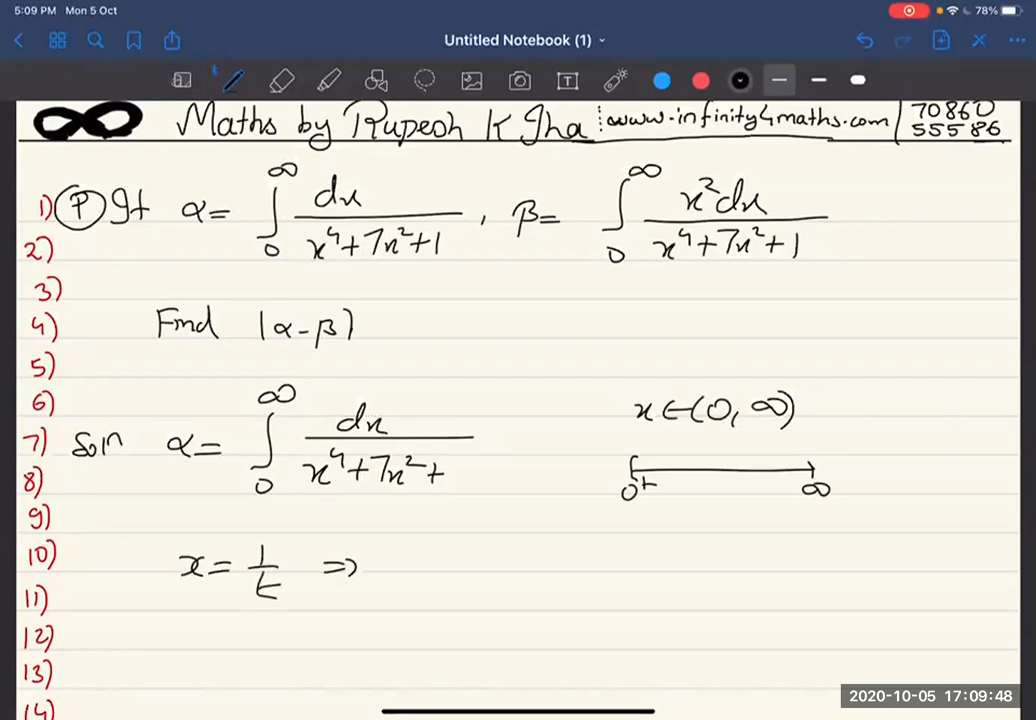 5:09 PM Mon 5 Oct
78%
Untitled Notebook (1)
∞ Maths by Rupesh K Jha www.infinity4maths.com 70860 55586
1) (P) If α = ∫₀^∞ dx/(x⁴+7x²+1) , β = ∫₀^∞ x²dx/(x⁴+7x²+1)
2)
3)
4) Find |α-β|
5)
6) x∈(0, ∞)
7) Soln α = ∫₀^∞ dx/(x⁴+7x²+
8) 0+ ∞
9)
10) x = 1/t =>
11)
12)
13)
14)
2020-10-05 17:09:48